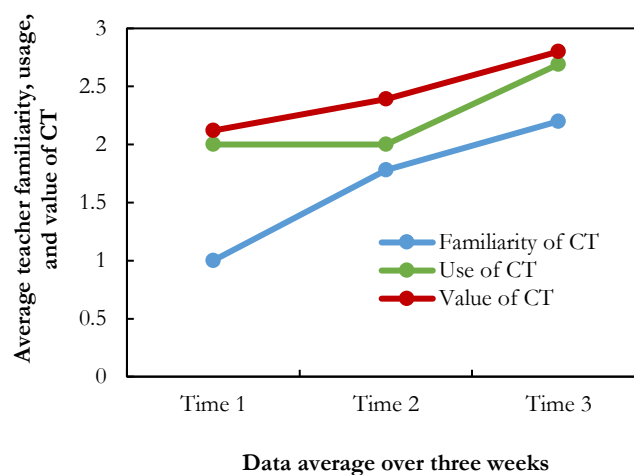 Average teacher familiarity, usage,
and value of CT
3
2.5
2
1.5
1
0.5
0
Familiarity of CT
Use of CT
Value of CT
Time 1
Time 2
Time 3
Data average over three weeks